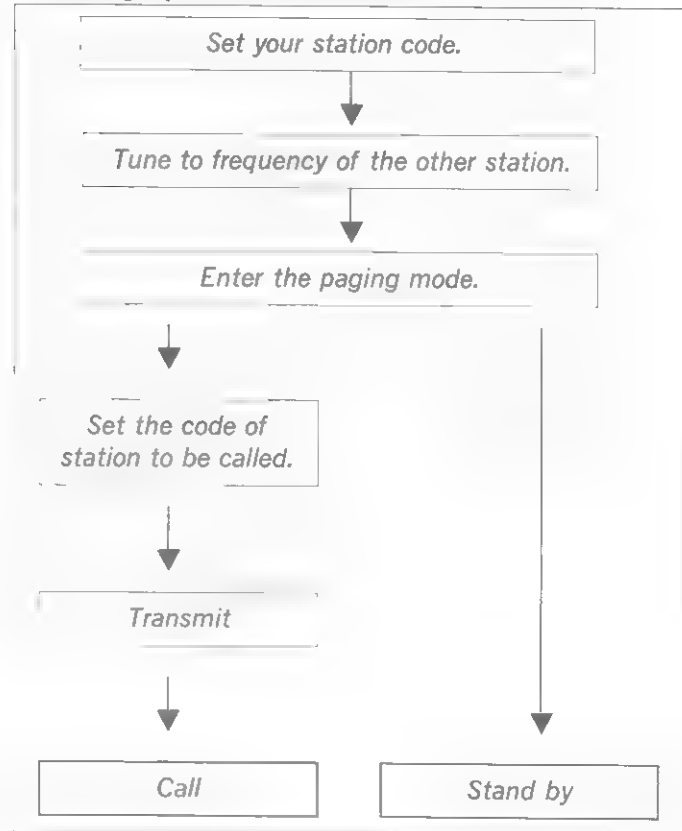 Set your station code.
Tune to frequency of the other station.
Enter the paging mode.
Set the code of
station to be called.
Transmit
Call
Stand by